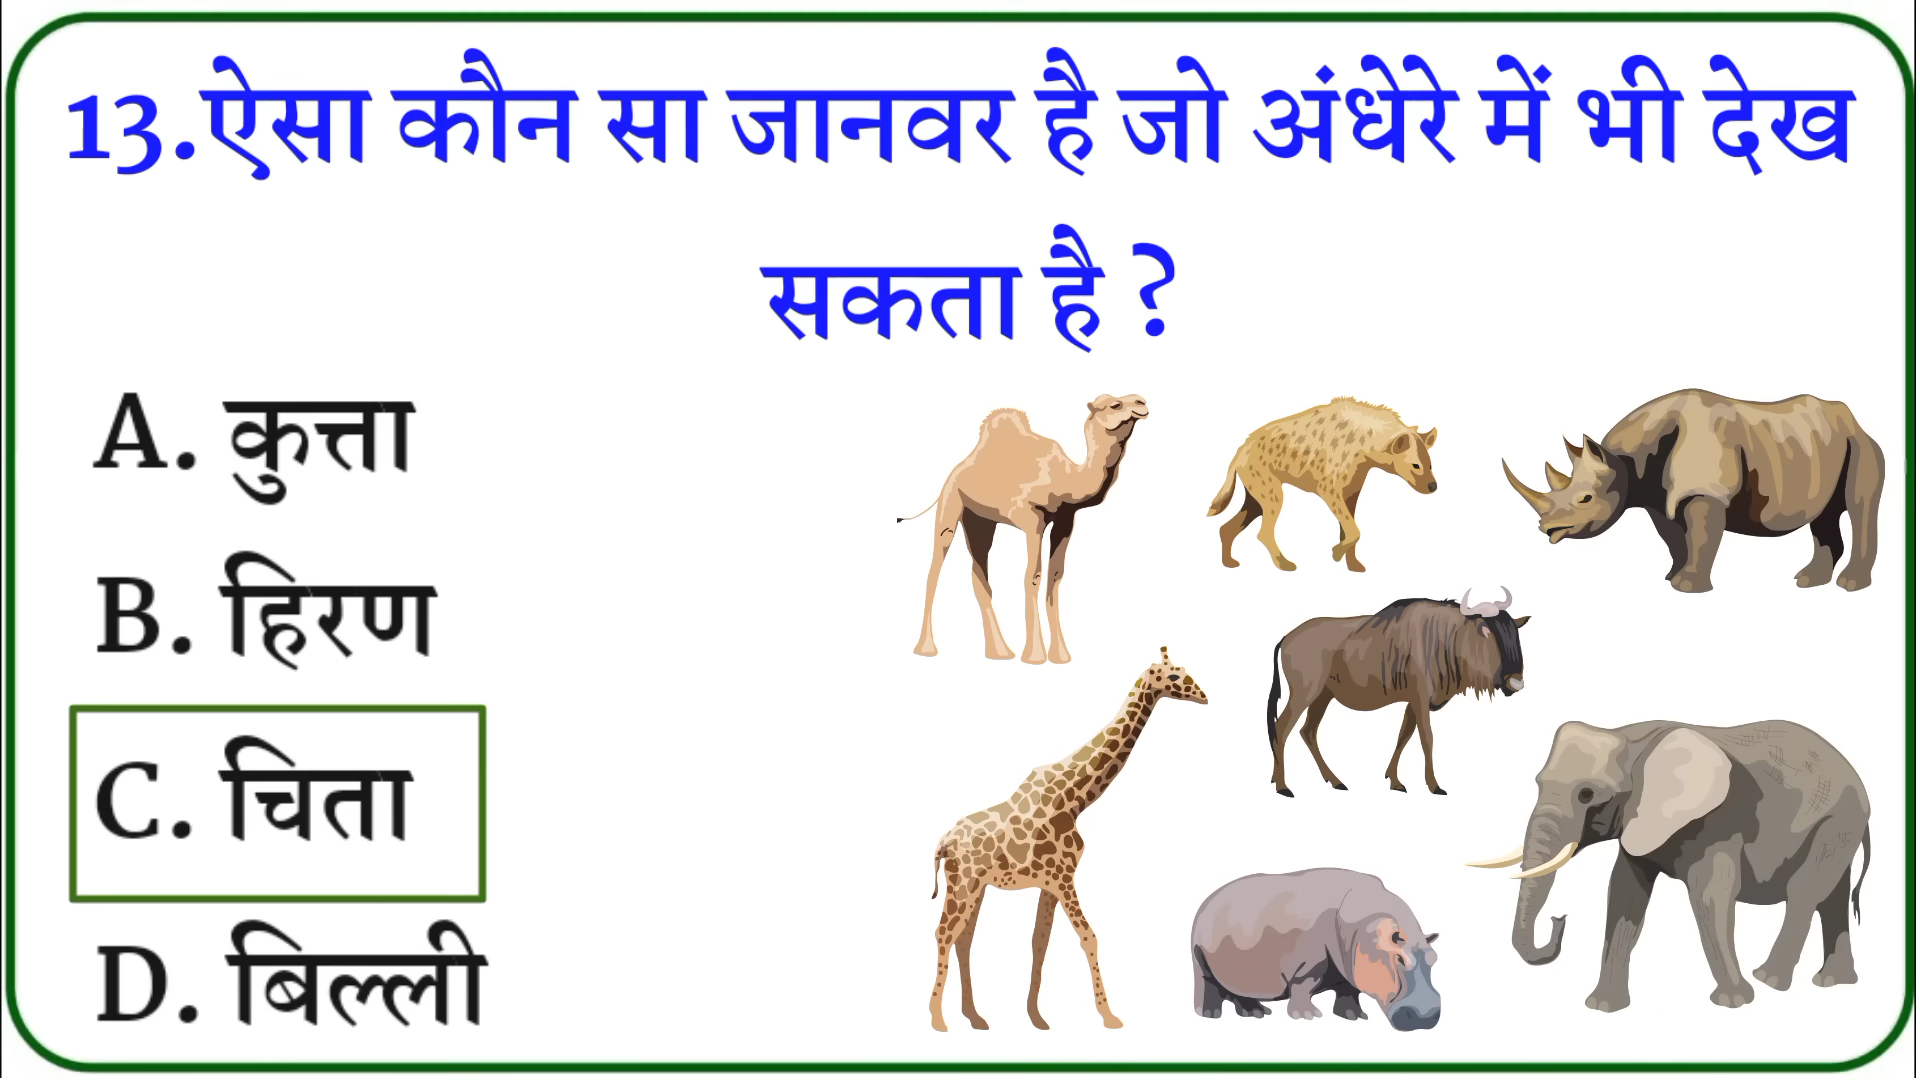 13.ऐसा कौन सा जानवर है जो अंधेरे में भी देख
सकता है ?
A. कुत्ता
B. हिरण
C. चिता
D. बिल्ली